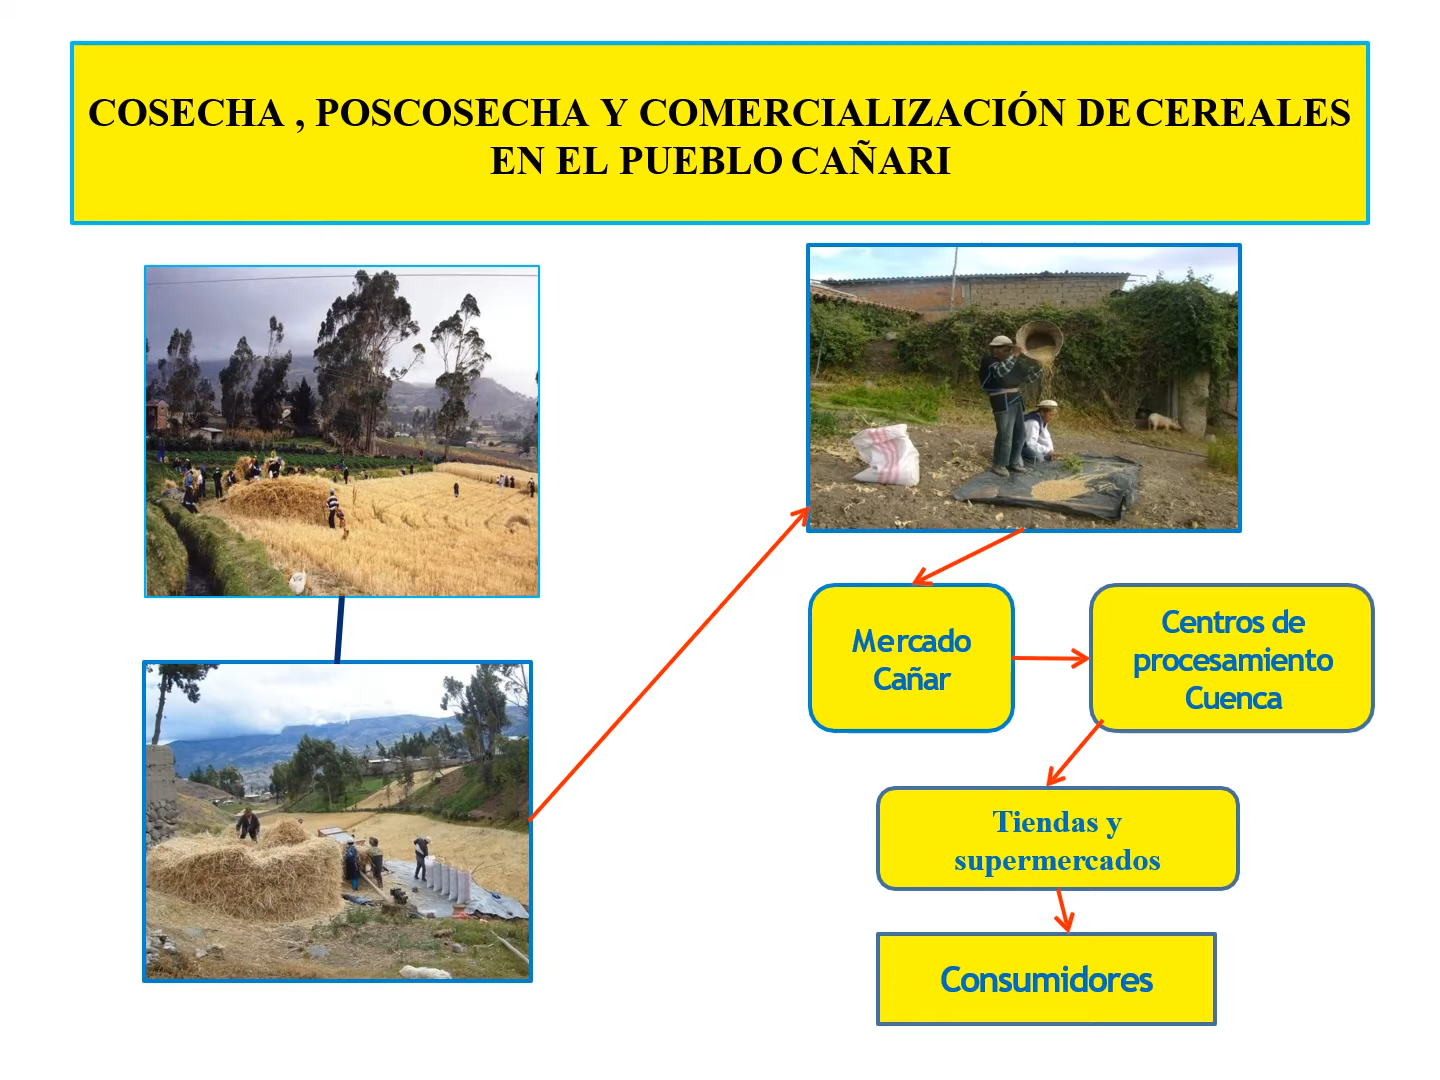 COSECHA , POSCOSECHA Y COMERCIALIZACIÓN DE CEREALES
EN EL PUEBLO CAÑARI
Mercado
Cañar
Centros de
procesamiento
Cuenca
Tiendas y
supermercados
Consumidores